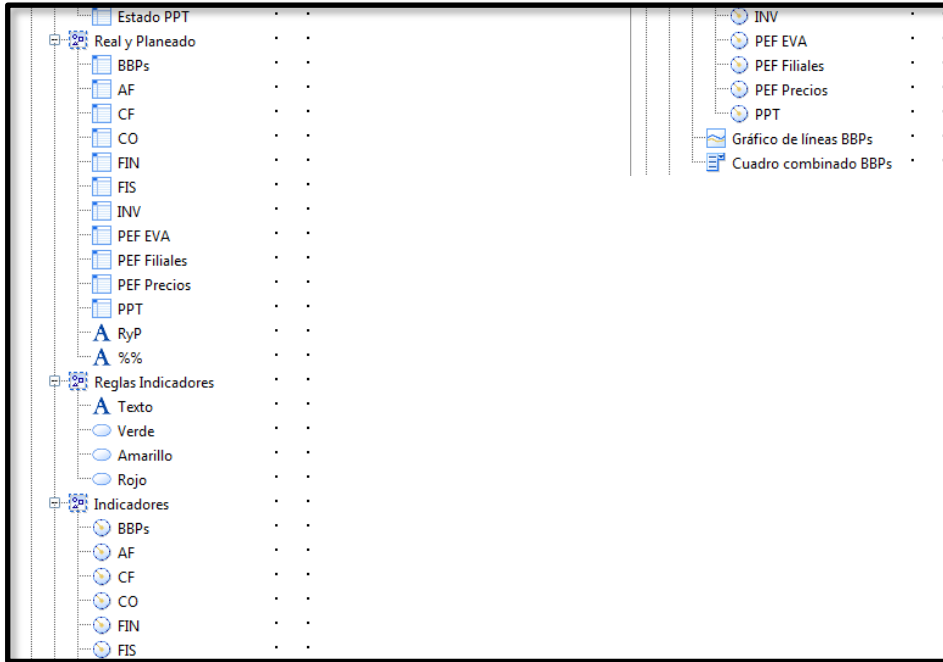 Estado PPT
Real y Planeado
BBPs
AF
CF
CO
FIN
FIS
INV
PEF EVA
PEF Filiales
PEF Precios
PPT
RyP
%%
Reglas Indicadores
Texto
Verde
Amarillo
Rojo
Indicadores
BBPs
AF
CF
CO
FIN
FIS
INV
PEF EVA
PEF Filiales
PEF Precios
PPT
Gráfico de líneas BBPs
Cuadro combinado BBPs